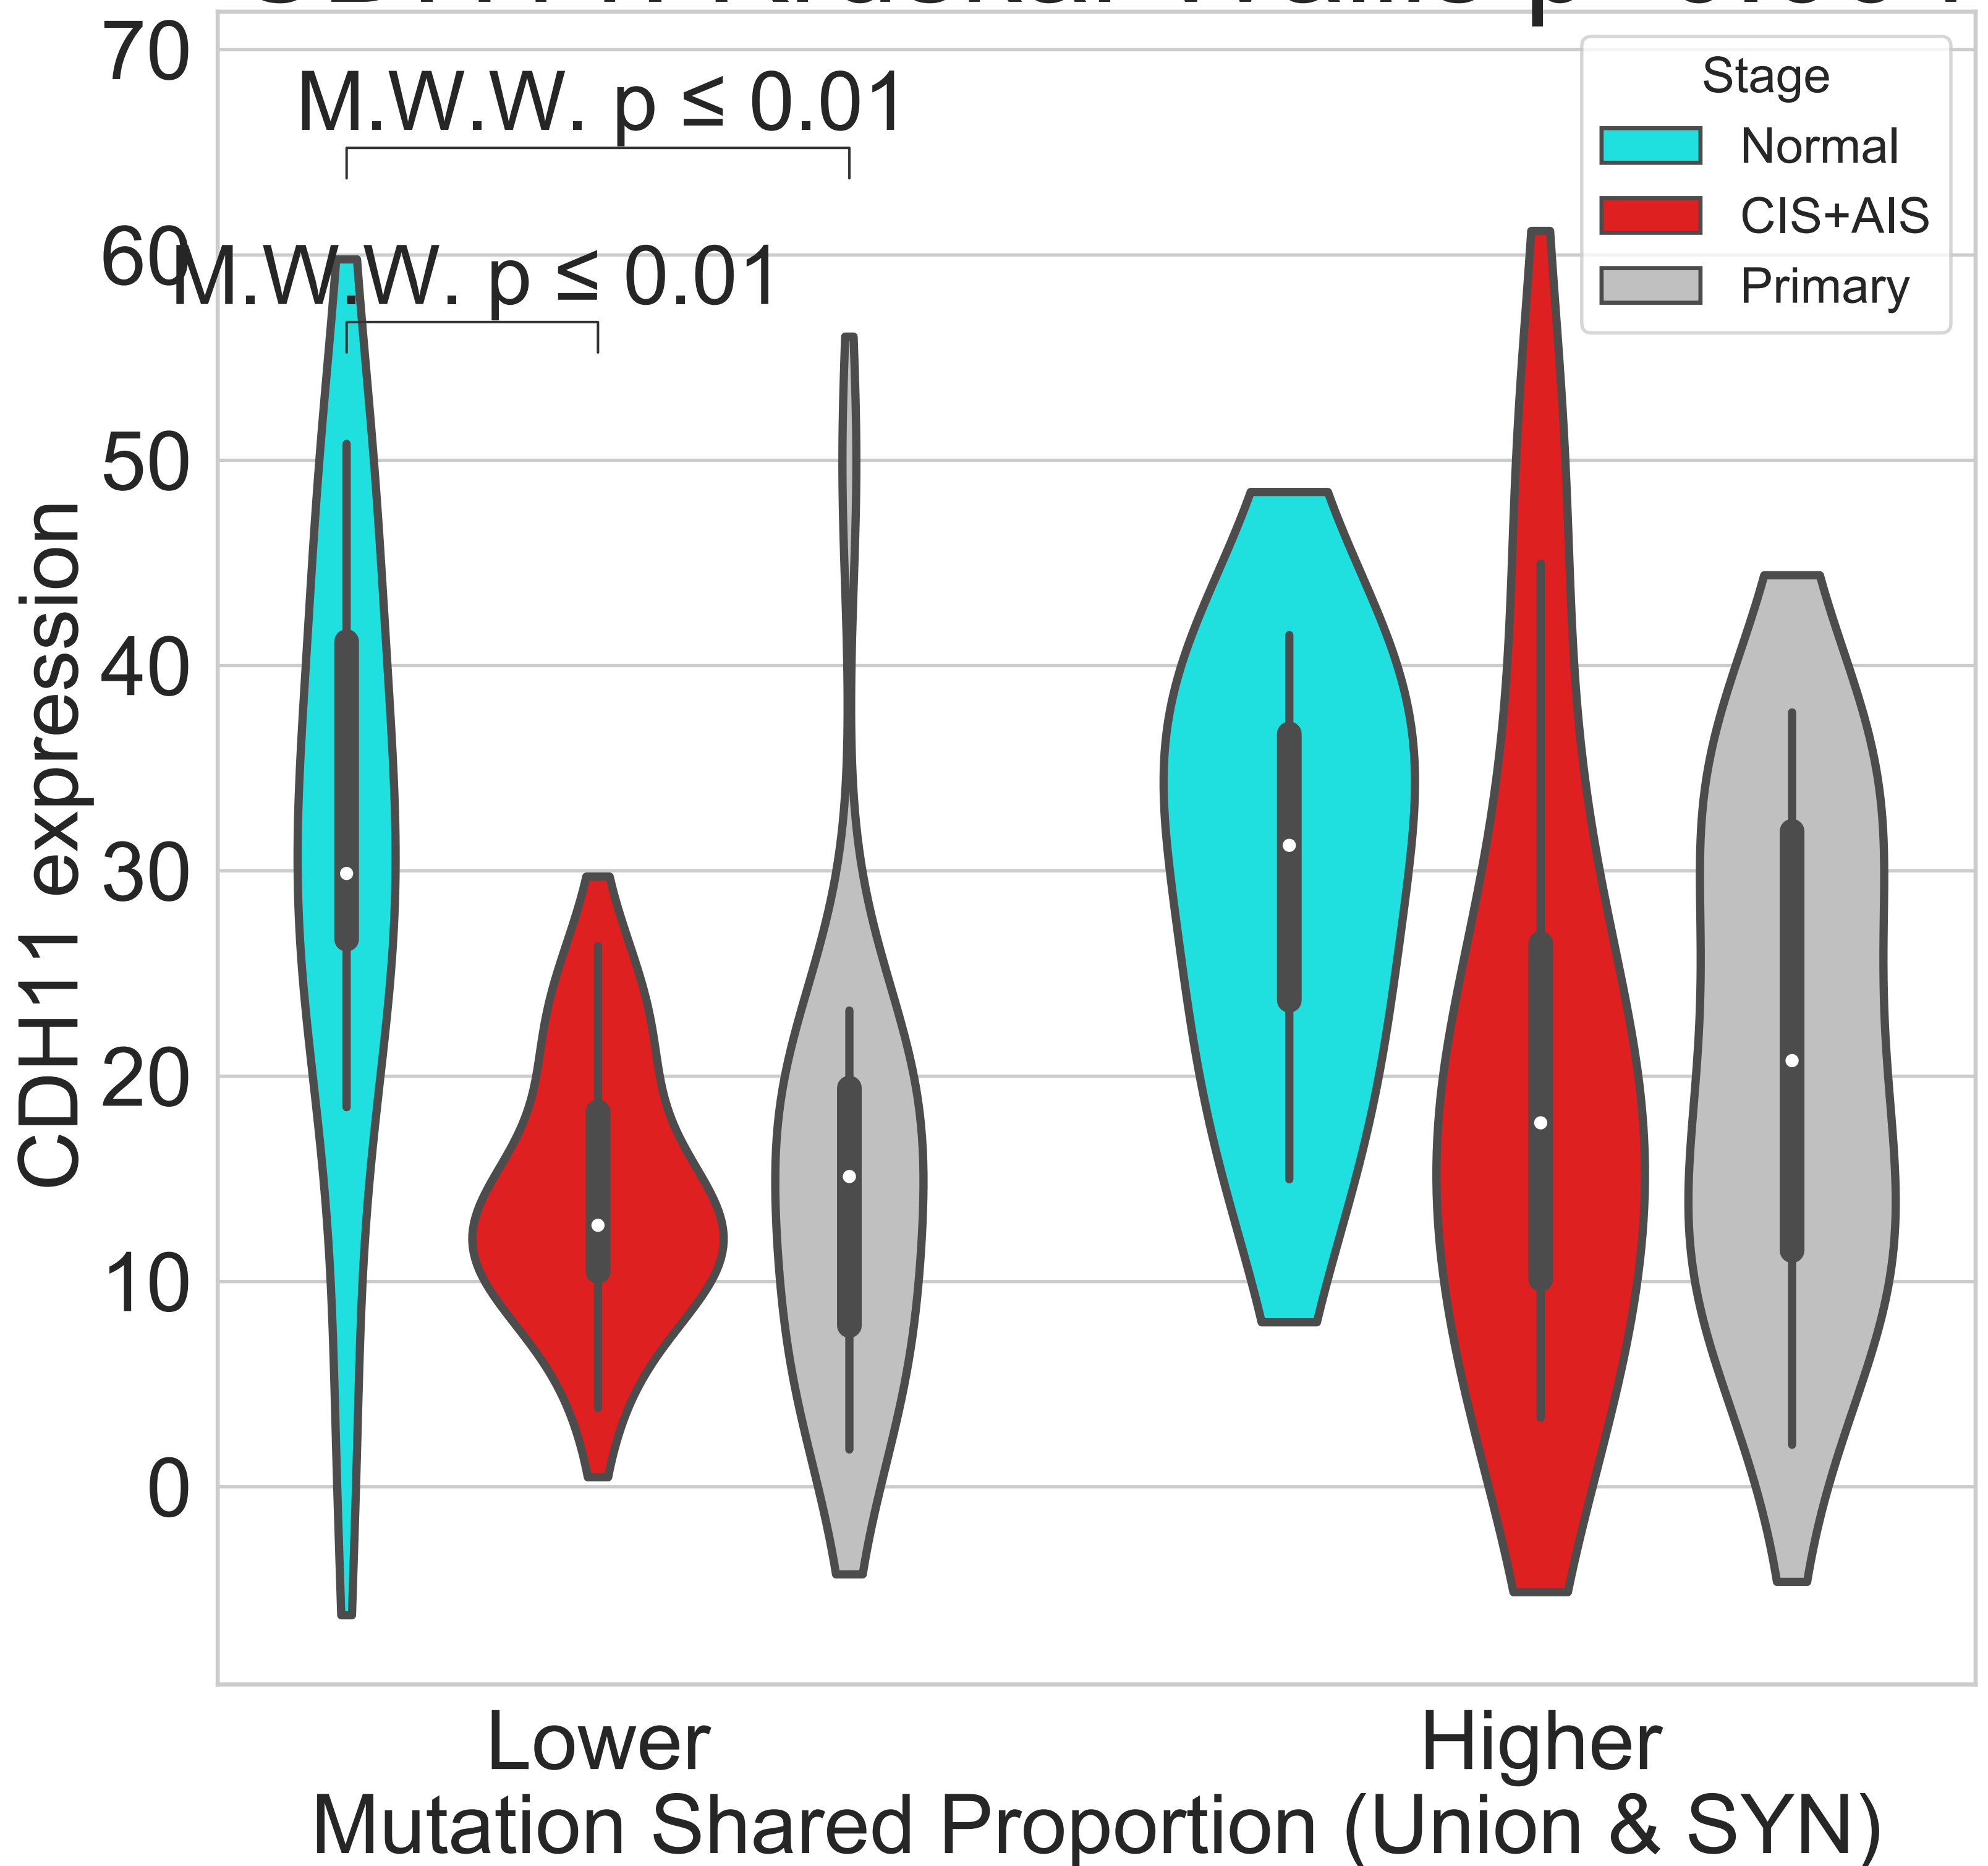 70
M.W.W. p ≤ 0.01
60
M.W.W. p ≤ 0.01
50
40
30
20
10
0
CDH11 expression
Stage
Normal
CIS+AIS
Primary
Lower
Higher
Mutation Shared Proportion (Union & SYN)